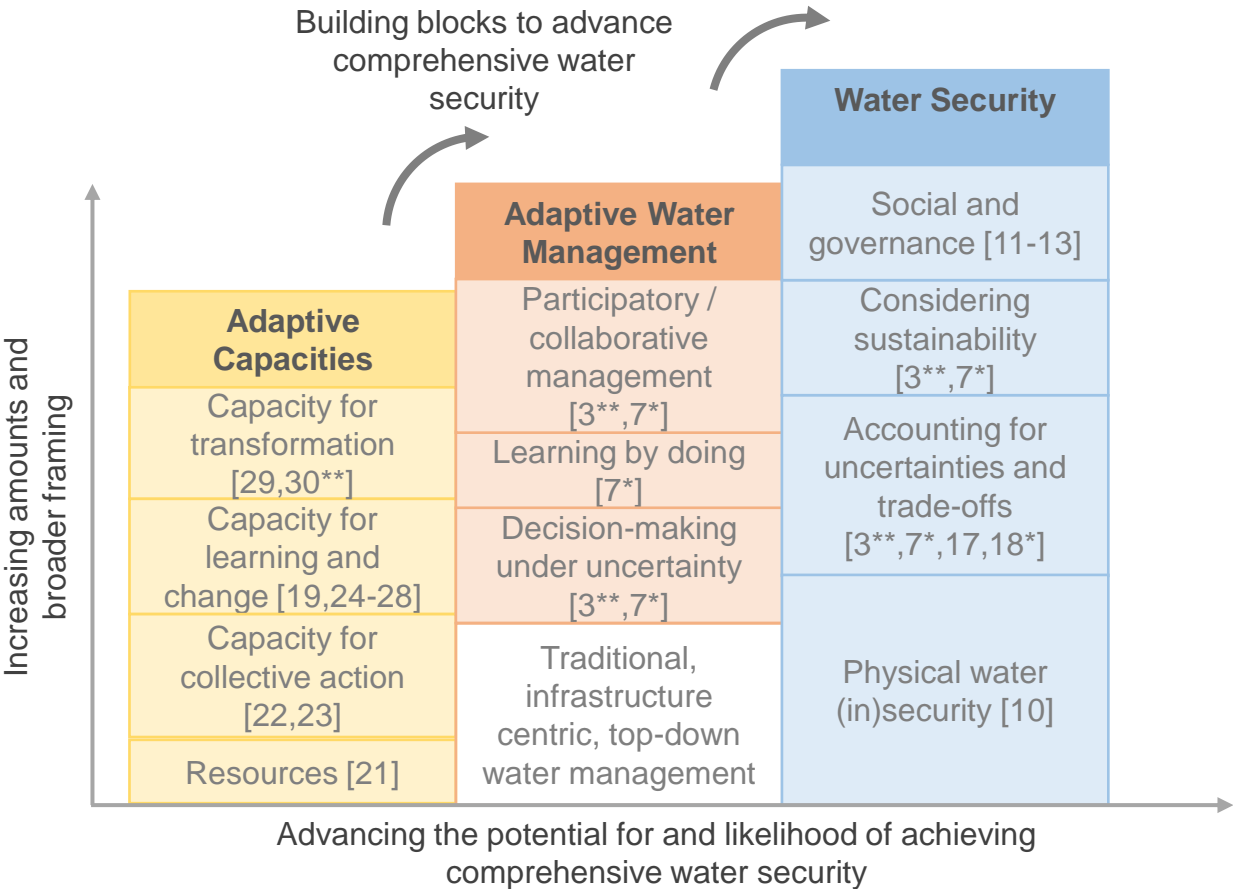 Building blocks to advance
comprehensive water
security
Increasing amounts and
broader framing
Adaptive
Capacities
Capacity for
transformation
[29,30**]
Capacity for
learning and
change [19,24-28]
Capacity for
collective action
[22,23]
Resources [21]
Adaptive Water
Management
Participatory /
collaborative
management
[3**,7*]
Learning by doing
[7*]
Decision-making
under uncertainty
[3**,7*]
Traditional,
infrastructure
centric, top-down
water management
Water Security
Social and
governance [11-13]
Considering
sustainability
[3**,7*]
Accounting for
uncertainties and
trade-offs
[3**,7*,17,18*]
Physical water
(in)security [10]
Advancing the potential for and likelihood of achieving
comprehensive water security